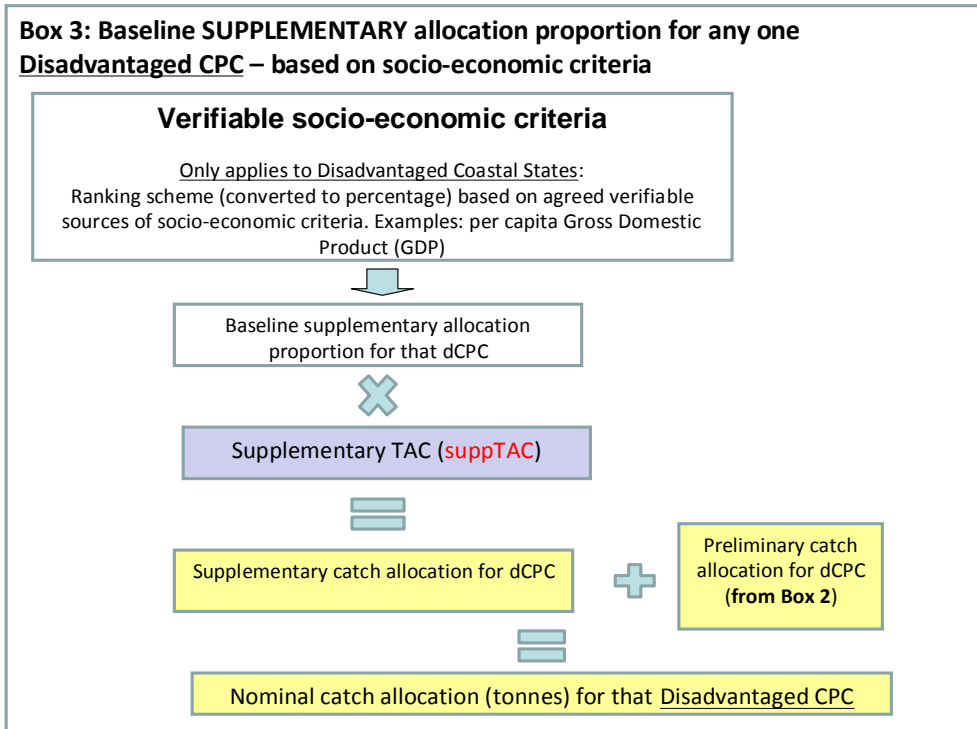 Box 3: Baseline SUPPLEMENTARY allocation proportion for any one
Disadvantaged CPC – based on socio-economic criteria
Verifiable socio-economic criteria
Only applies to Disadvantaged Coastal States:
Ranking scheme (converted to percentage) based on agreed verifiable
sources of socio-economic criteria. Examples: per capita Gross Domestic
Product (GDP)
Baseline supplementary allocation
proportion for that dCPC
Supplementary TAC (suppTAC)
Supplementary catch allocation for dCPC
Preliminary catch
allocation for dCPC
(from Box 2)
Nominal catch allocation (tonnes) for that Disadvantaged CPC